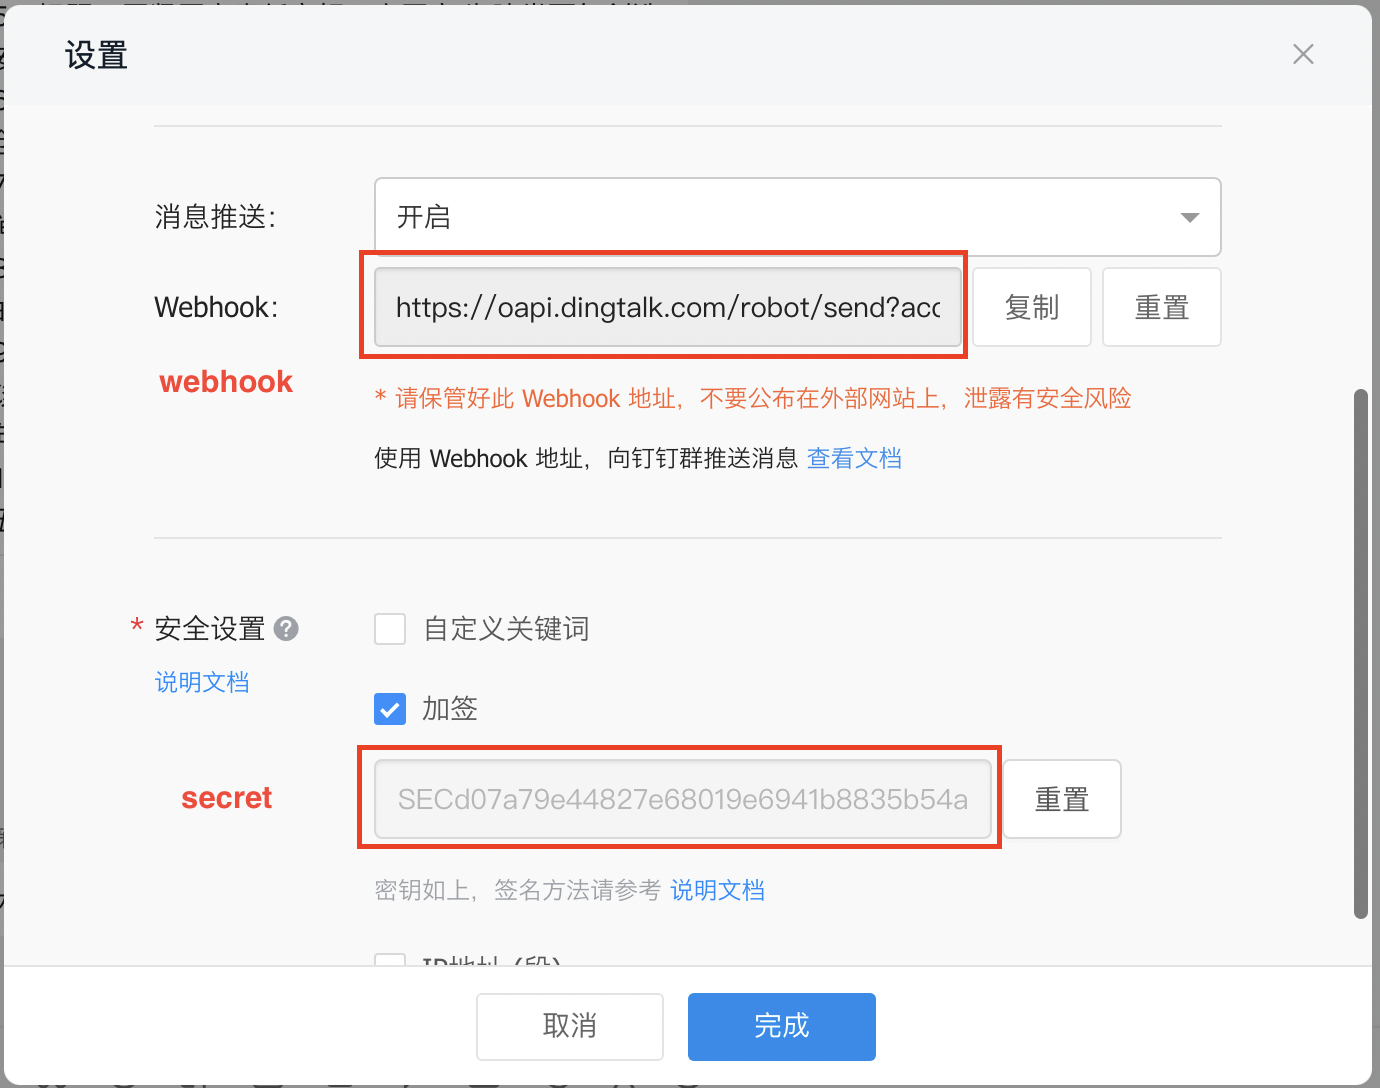 设置
消息推送：
开启
Webhook：
https://oapi.dingtalk.com/robot/send?acc
复制
重置
webhook
* 请保管好此 Webhook 地址，不要公布在外部网站上，泄露有安全风险
使用 Webhook 地址，向钉钉群推送消息 查看文档
* 安全设置 ?
自定义关键词
说明文档
加签
secret
SECd07a79e44827e68019e6941b8835b54a
重置
密钥如上，签名方法请参考 说明文档
IP地址（段）
取消
完成